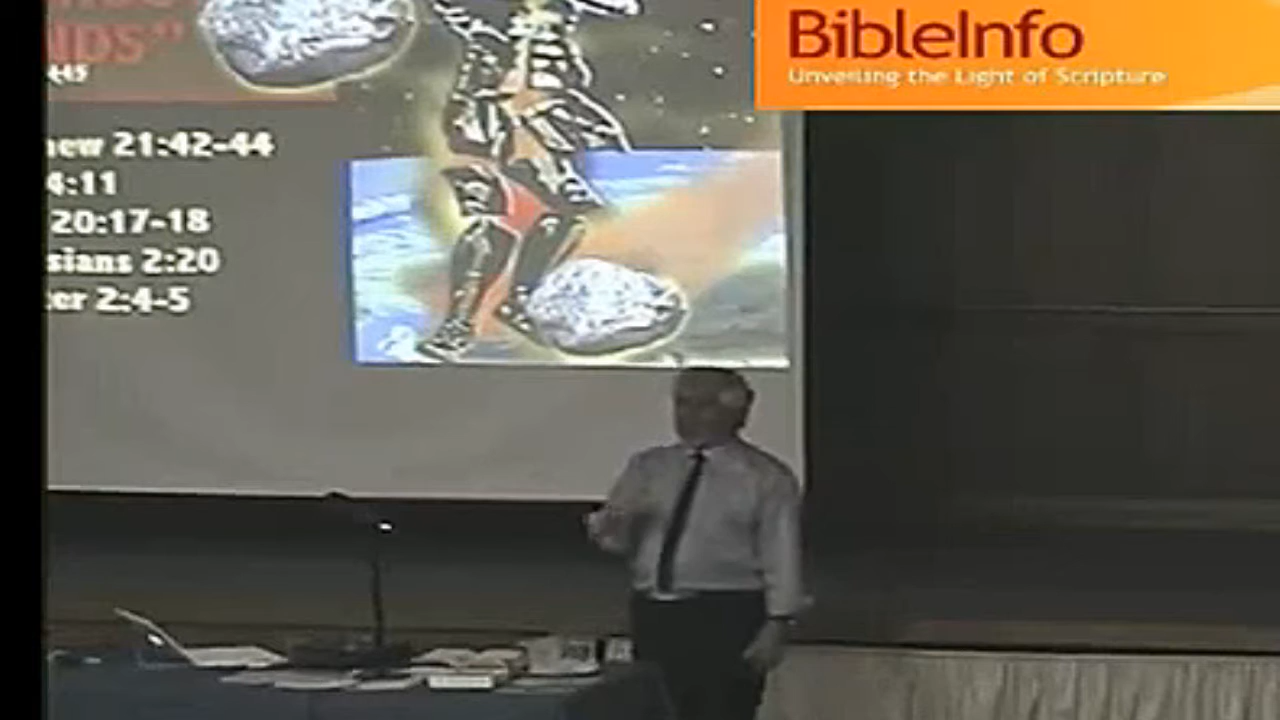 NDS"
BibleInfo
Unveiling the Light of Scripture
hew 21:42-44
4:11
20:17-18
sians 2:20
ter 2:4-5